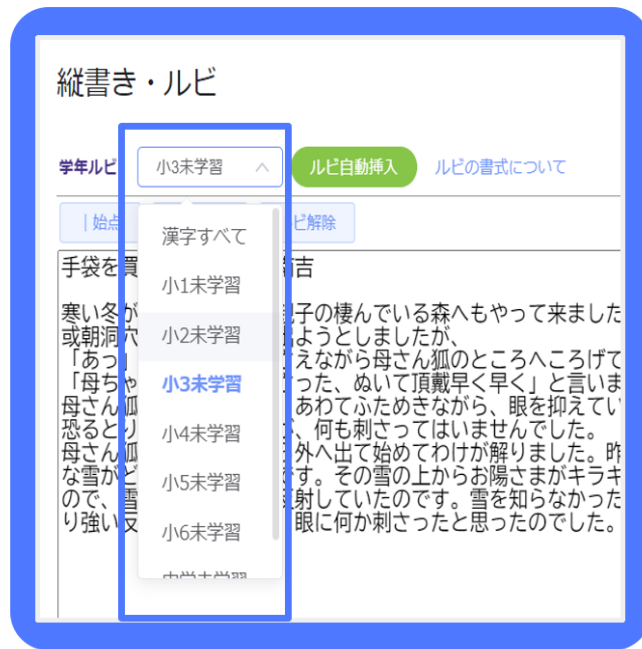 縦書き・ルビ
学年ルビ 小3未学習 ルビ自動挿入 ルビの書式について
|始点 ビ解除
漢字すべて
小1未学習
小2未学習
小3未学習
小4未学習
小5未学習
小6未学習
手袋を買 吉
寒い冬が 子の棲んでいる森へもやって来ました
或朝洞穴 ようとしましたが、
「あっ」 えながら母さん狐のところへころげて
「母ちゃ った、ぬいて頂戴早く早く」と言いま
母さん狐 あわてふためきながら、眼を抑えてい
恐るとり 、何も刺さってはいませんでした。
母さん狐 外へ出て始めてわけが解りました。昨
な雪がど す。その雪の上からお陽さまがキラキ
ので、雪 射していたのです。雪を知らなかった
り強い反 眼に何か刺さったと思ったのでした。